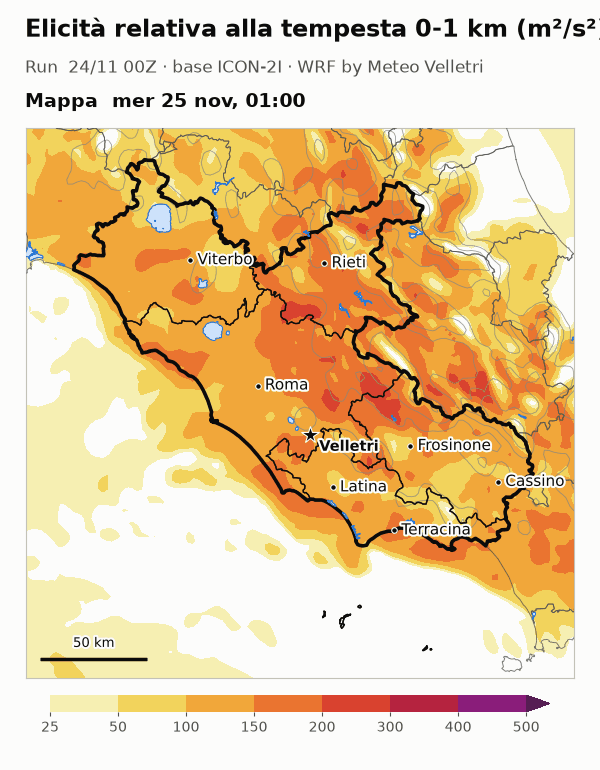 Elicità relativa alla tempesta 0-1 km (m²/s²)
Run 24/11 00Z · base ICON-2I · WRF by Meteo Velletri
Mappa mer 25 nov, 01:00
Viterbo
Rieti
Roma
Velletri
Frosinone
Latina
Cassino
Terracina
50 km
25 50 100 150 200 300 400 500